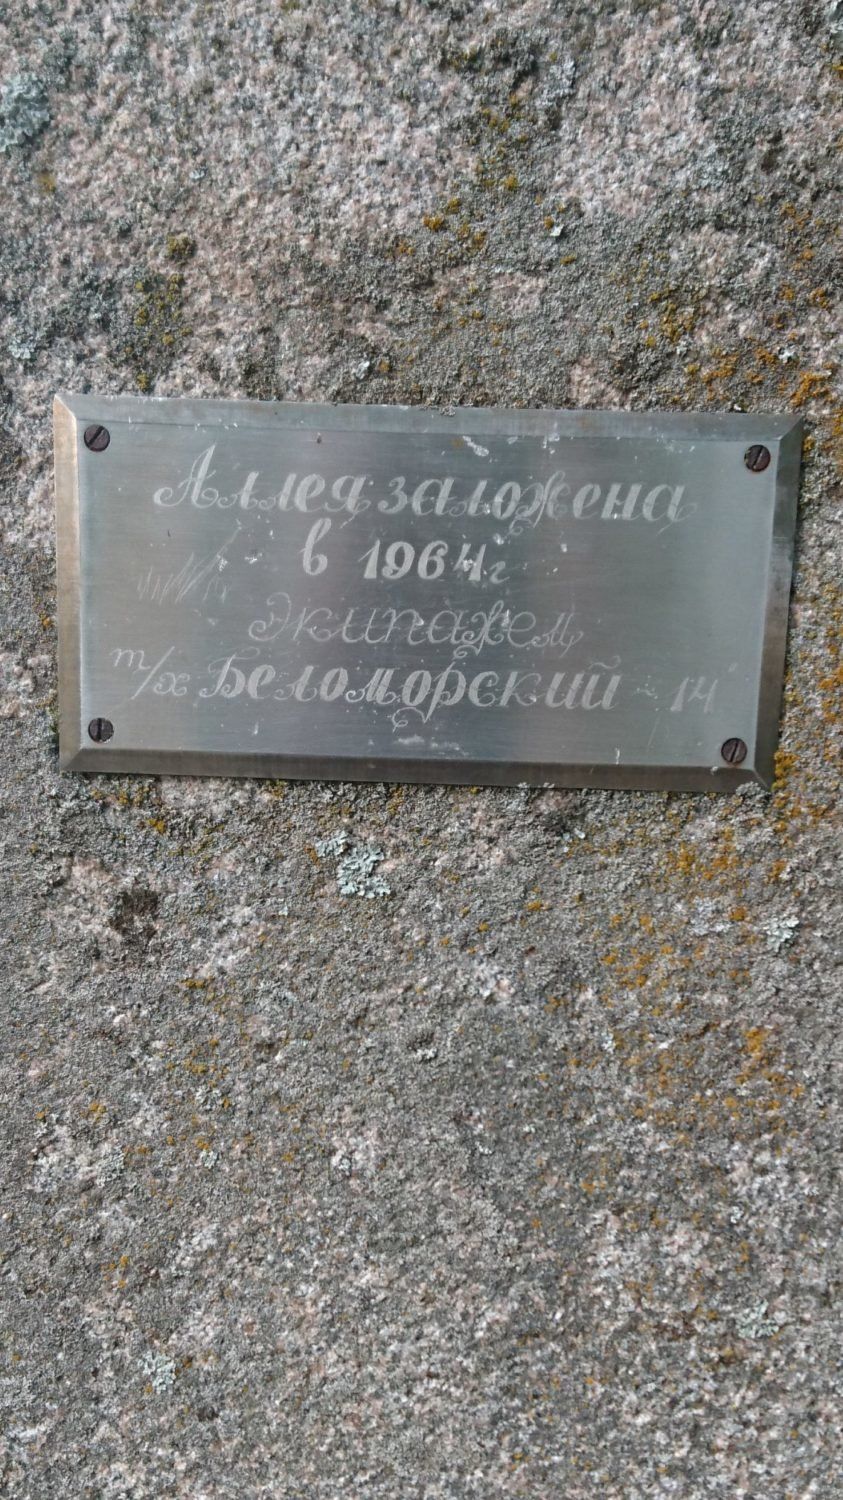 Аллея заложена
в 1964г
Экипажем
т/х Беломорский - 14"